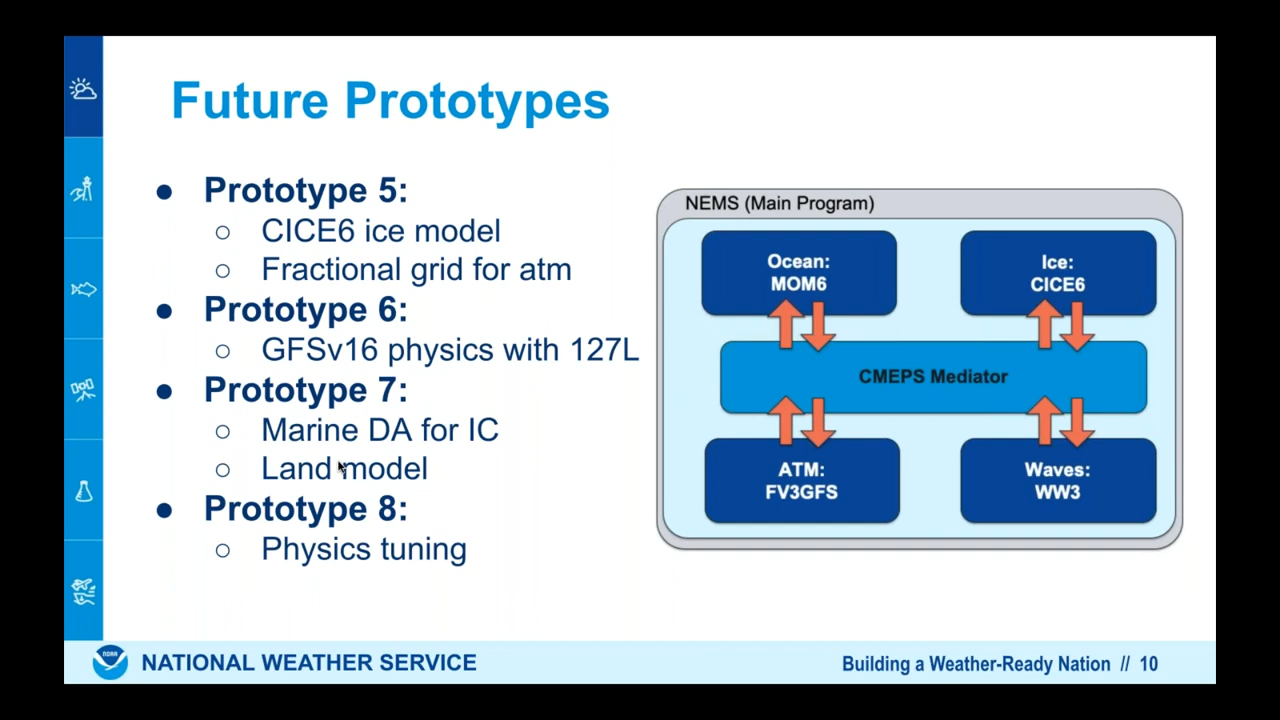 Future Prototypes
● Prototype 5:
○ CICE6 ice model
○ Fractional grid for atm
● Prototype 6:
○ GFSv16 physics with 127L
● Prototype 7:
○ Marine DA for IC
○ Land model
● Prototype 8:
○ Physics tuning
NEMS (Main Program)
Ocean:
MOM6
Ice:
CICE6
CMEPS Mediator
ATM:
FV3GFS
Waves:
WW3
NOAA
NATIONAL WEATHER SERVICE
Building a Weather-Ready Nation // 10